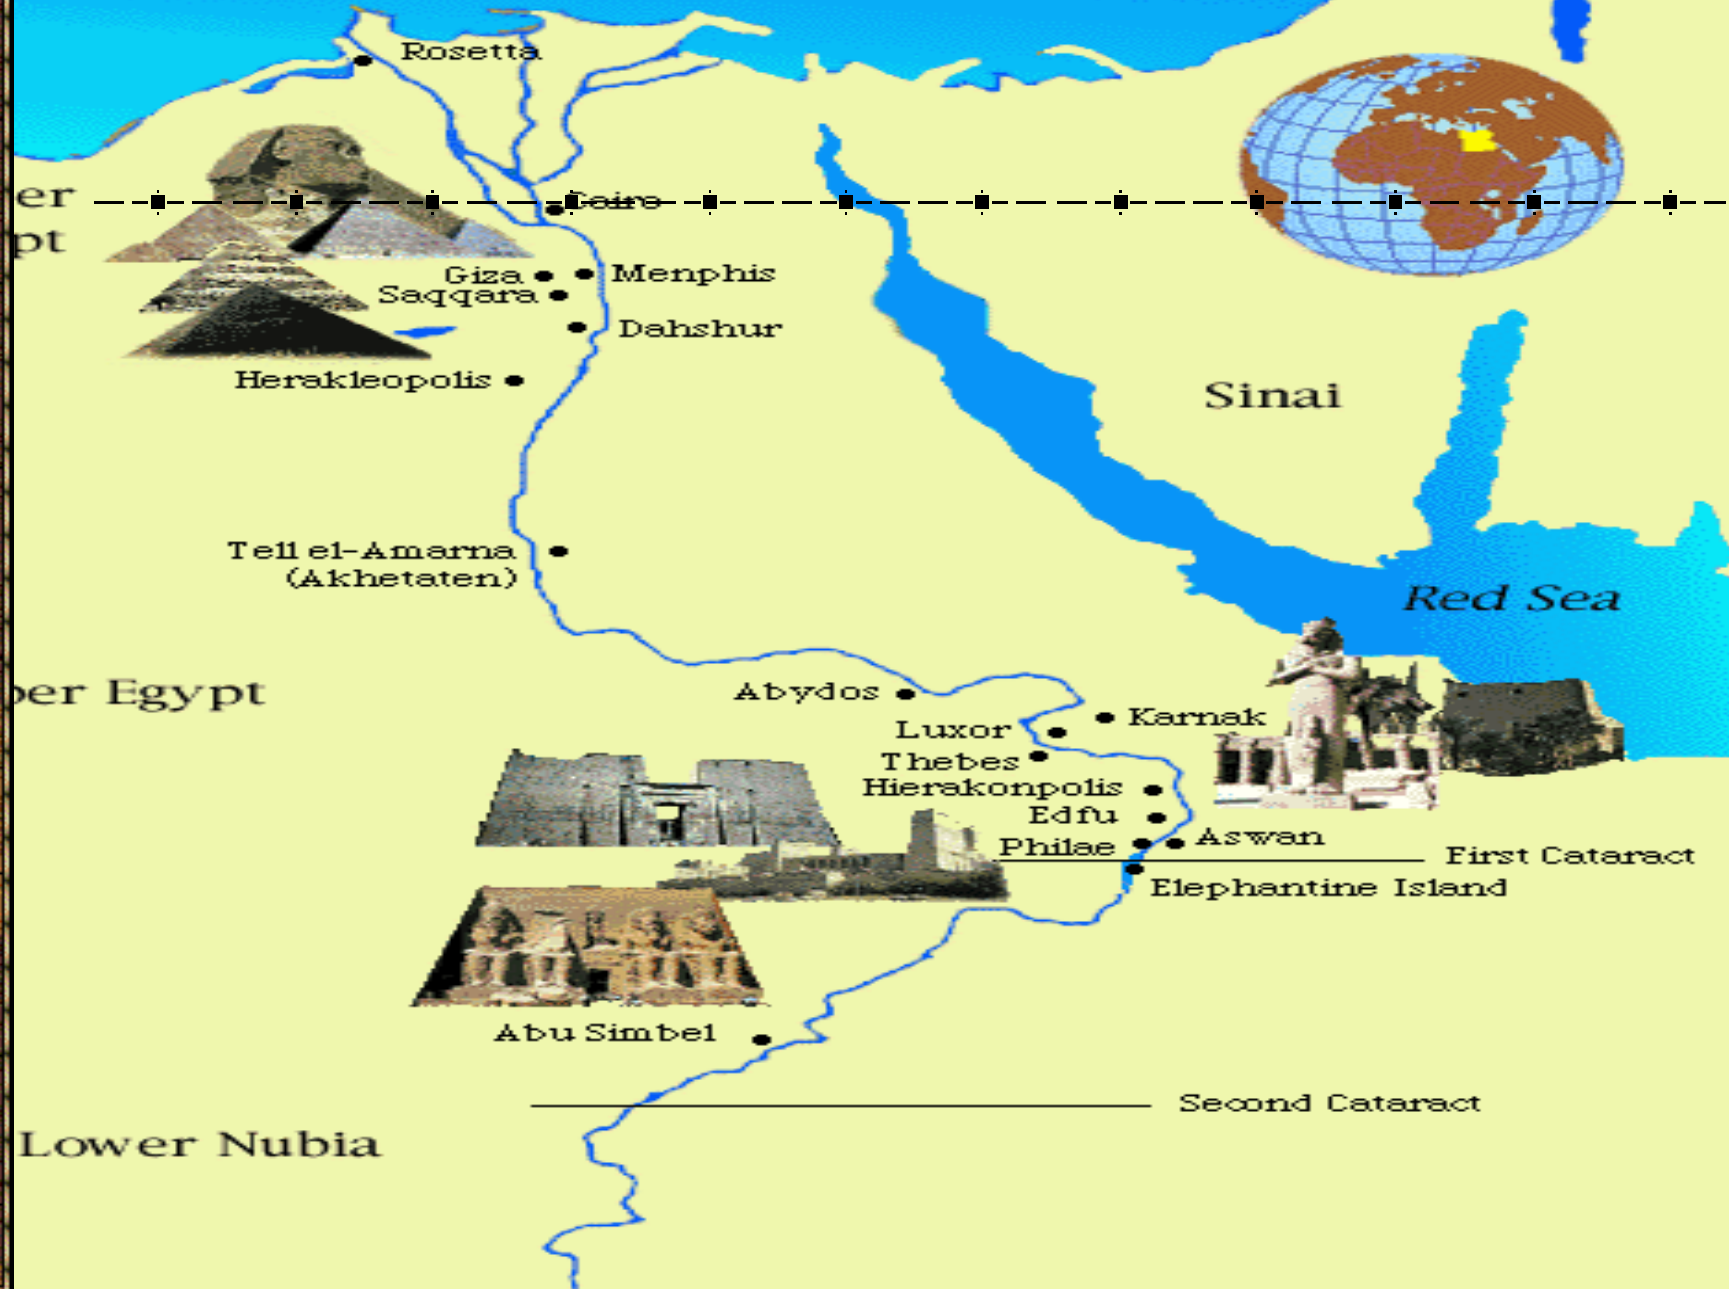 Rosetta
er
Cairo
pt
Giza
Menphis
Saqqara
Dahshur
Herakleopolis
Sinai
Tell el-Amarna
(Akhetaten)
Red Sea
per Egypt
Abydos
Karnak
Luxor
Thebes
Hierakonpolis
Edfu
Aswan
Philae
First Cataract
Elephantine Island
Abu Simbel
Second Cataract
Lower Nubia